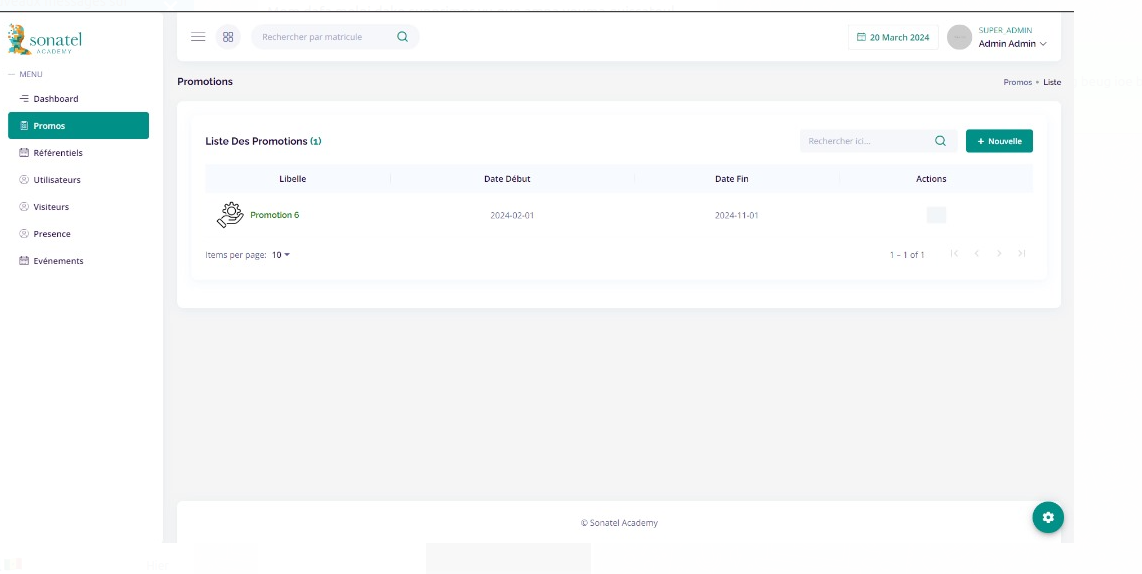 sonatel
ACADEMY
MENU
Dashboard
Promos
Référentiels
Utilisateurs
Visiteurs
Presence
Evénements
Rechercher par matricule
20 March 2024
SUPER_ADMIN
Admin Admin
Promotions
Promos • Liste
Liste Des Promotions (1)
Rechercher ici...
+ Nouvelle
Libelle Date Début Date Fin Actions
Promotion 6 2024-02-01 2024-11-01
Items per page: 10
1 – 1 of 1
© Sonatel Academy